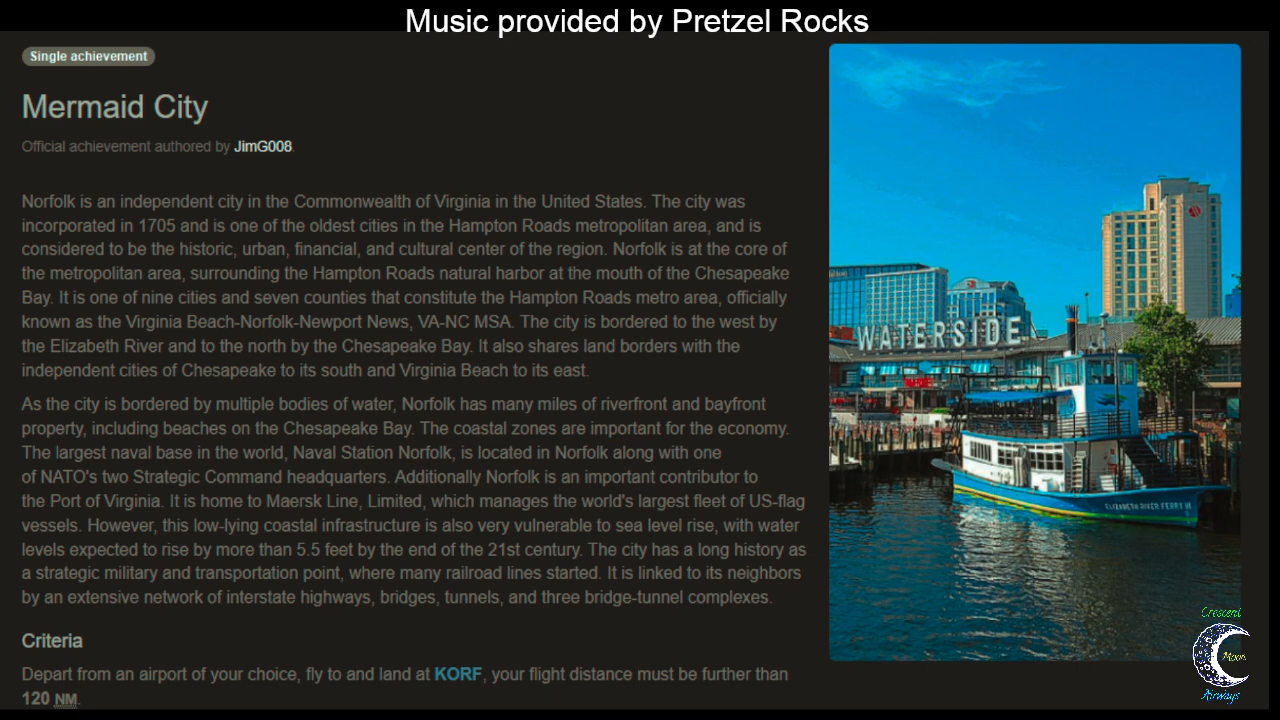 Music provided by Pretzel Rocks
Single achievement
Mermaid City
Official achievement authored by JimG008.
Norfolk is an independent city in the Commonwealth of Virginia in the United States. The city was
incorporated in 1705 and is one of the oldest cities in the Hampton Roads metropolitan area, and is
considered to be the historic, urban, financial, and cultural center of the region. Norfolk is at the core of
the metropolitan area, surrounding the Hampton Roads natural harbor at the mouth of the Chesapeake
Bay. It is one of nine cities and seven counties that constitute the Hampton Roads metro area, officially
known as the Virginia Beach-Norfolk-Newport News, VA-NC MSA. The city is bordered to the west by
the Elizabeth River and to the north by the Chesapeake Bay. It also shares land borders with the
independent cities of Chesapeake to its south and Virginia Beach to its east.
As the city is bordered by multiple bodies of water, Norfolk has many miles of riverfront and bayfront
property, including beaches on the Chesapeake Bay. The coastal zones are important for the economy.
The largest naval base in the world, Naval Station Norfolk, is located in Norfolk along with one
of NATO's two Strategic Command headquarters. Additionally Norfolk is an important contributor to
the Port of Virginia. It is home to Maersk Line, Limited, which manages the world's largest fleet of US-flag
vessels. However, this low-lying coastal infrastructure is also very vulnerable to sea level rise, with water
levels expected to rise by more than 5.5 feet by the end of the 21st century. The city has a long history as
a strategic military and transportation point, where many railroad lines started. It is linked to its neighbors
by an extensive network of interstate highways, bridges, tunnels, and three bridge-tunnel complexes.
Criteria
Depart from an airport of your choice, fly to and land at KORF, your flight distance must be further than
120 NM.
WATERSIDE
ELIZABETH RIVER FERRY III
Crescent
Moon
Airways